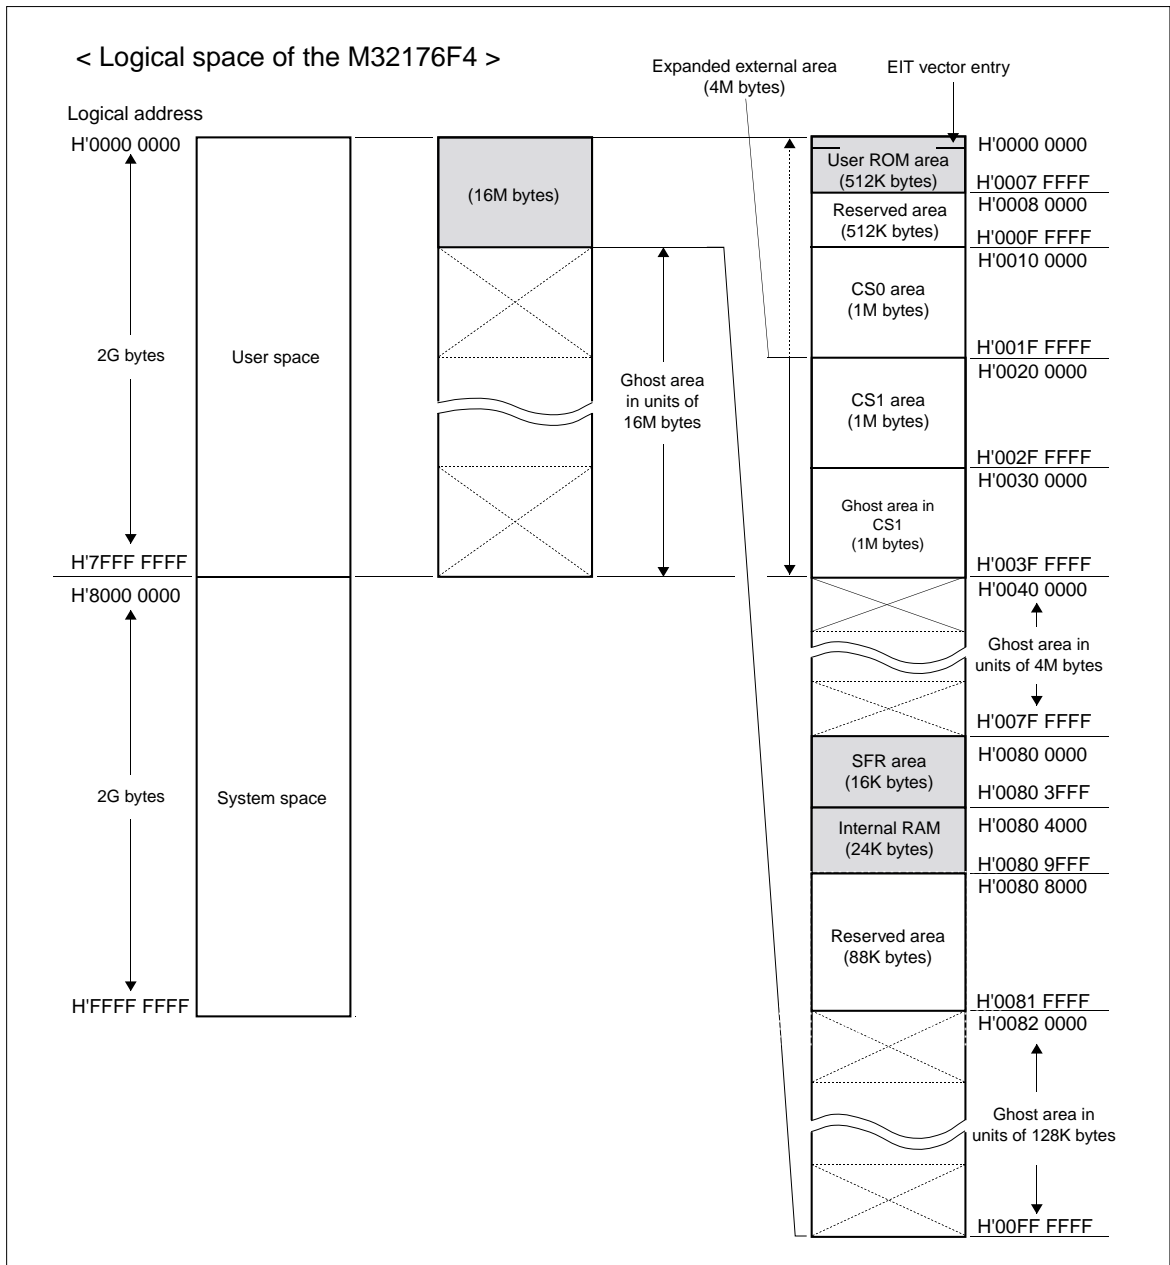 < Logical space of the M32176F4 >
Expanded external area
(4M bytes)
EIT vector entry
Logical address
H'0000 0000
2G bytes
User space
H'7FFF FFFF
H'8000 0000
2G bytes
System space
H'FFFF FFFF
(16M bytes)
Ghost area
in units of
16M bytes
User ROM area
(512K bytes)
H'0000 0000
H'0007 FFFF
Reserved area
(512K bytes)
H'0008 0000
H'000F FFFF
CS0 area
(1M bytes)
H'0010 0000
H'001F FFFF
CS1 area
(1M bytes)
H'0020 0000
H'002F FFFF
Ghost area in
CS1
(1M bytes)
H'0030 0000
H'003F FFFF
H'0040 0000
Ghost area in
units of 4M bytes
H'007F FFFF
SFR area
(16K bytes)
H'0080 0000
H'0080 3FFF
Internal RAM
(24K bytes)
H'0080 4000
H'0080 9FFF
Reserved area
(88K bytes)
H'0080 8000
H'0081 FFFF
H'0082 0000
Ghost area in
units of 128K bytes
H'00FF FFFF